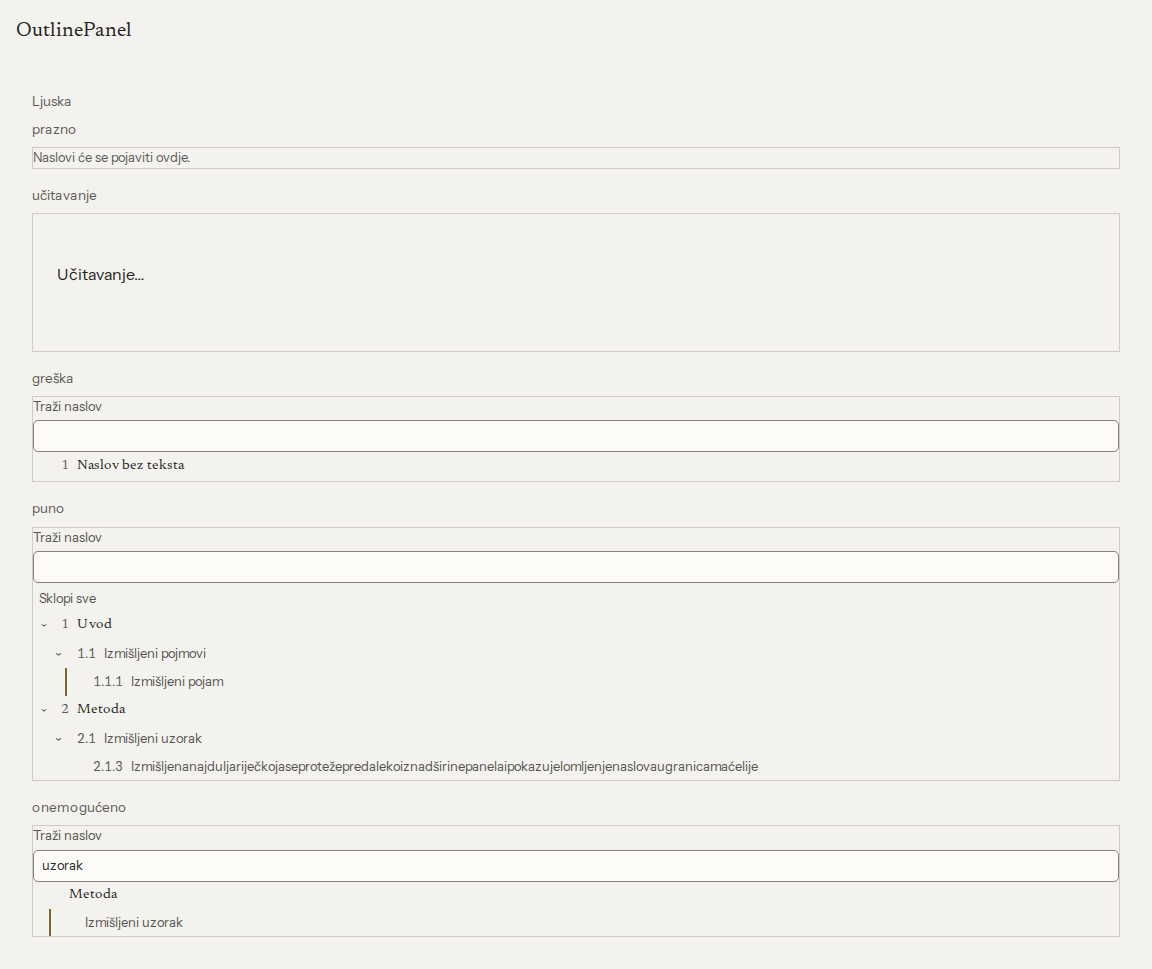 OutlinePanel
Ljuska
prazno
Naslovi će se pojaviti ovdje.
učitavanje
Učitavanje…
greška
Traži naslov
1 Naslov bez teksta
puno
Traži naslov
Sklopi sve
1 Uvod
1.1 Izmišljeni pojmovi
1.1.1 Izmišljeni pojam
2 Metoda
2.1 Izmišljeni uzorak
2.1.3 Izmišljenanajduljariječkojaseprotežepredalekoiznadširinepanelaipokazujelomljenjenaslovaugranicamaćelije
onemogućeno
Traži naslov
uzorak
Metoda
Izmišljeni uzorak